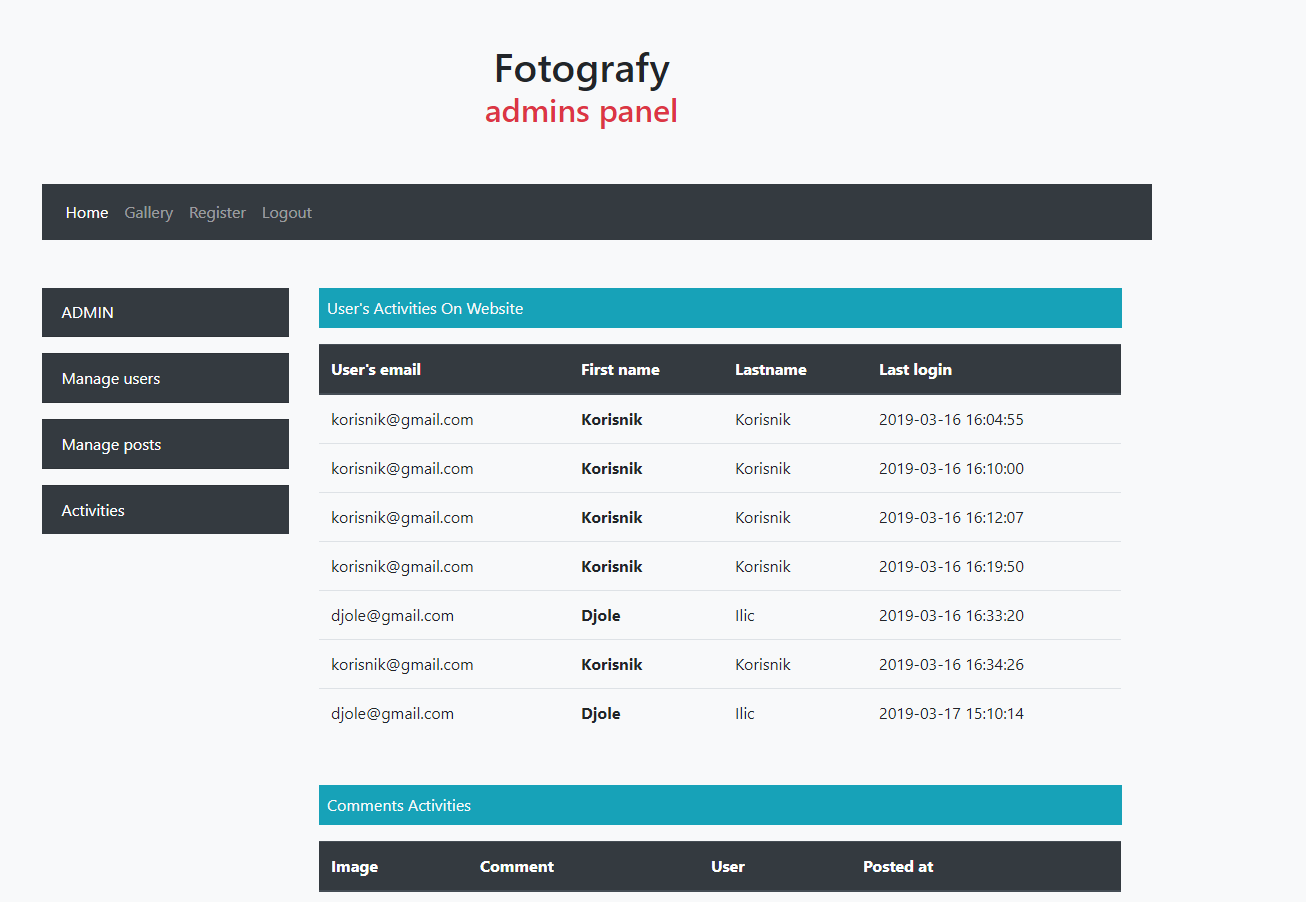 Fotografy
admins panel
Home Gallery Register Logout
ADMIN
Manage users
Manage posts
Activities
User's Activities On Website
User's email First name Lastname Last login
korisnik@gmail.com Korisnik Korisnik 2019-03-16 16:04:55
korisnik@gmail.com Korisnik Korisnik 2019-03-16 16:10:00
korisnik@gmail.com Korisnik Korisnik 2019-03-16 16:12:07
korisnik@gmail.com Korisnik Korisnik 2019-03-16 16:19:50
djole@gmail.com Djole Ilic 2019-03-16 16:33:20
korisnik@gmail.com Korisnik Korisnik 2019-03-16 16:34:26
djole@gmail.com Djole Ilic 2019-03-17 15:10:14
Comments Activities
Image Comment User Posted at